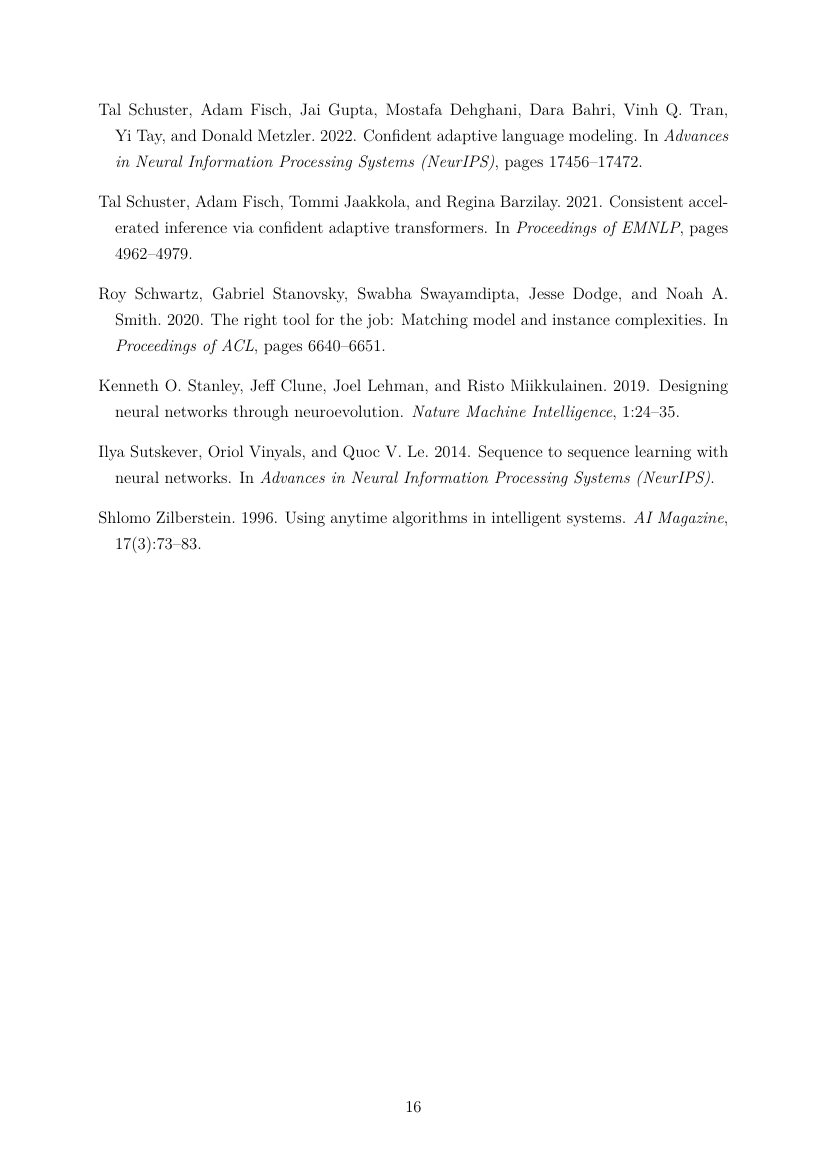 Tal Schuster, Adam Fisch, Jai Gupta, Mostafa Dehghani, Dara Bahri, Vinh Q. Tran,
Yi Tay, and Donald Metzler. 2022. Confident adaptive language modeling. In Advances
in Neural Information Processing Systems (NeurIPS), pages 17456–17472.
Tal Schuster, Adam Fisch, Tommi Jaakkola, and Regina Barzilay. 2021. Consistent accel-
erated inference via confident adaptive transformers. In Proceedings of EMNLP, pages
4962–4979.
Roy Schwartz, Gabriel Stanovsky, Swabha Swayamdipta, Jesse Dodge, and Noah A.
Smith. 2020. The right tool for the job: Matching model and instance complexities. In
Proceedings of ACL, pages 6640–6651.
Kenneth O. Stanley, Jeff Clune, Joel Lehman, and Risto Miikkulainen. 2019. Designing
neural networks through neuroevolution. Nature Machine Intelligence, 1:24–35.
Ilya Sutskever, Oriol Vinyals, and Quoc V. Le. 2014. Sequence to sequence learning with
neural networks. In Advances in Neural Information Processing Systems (NeurIPS).
Shlomo Zilberstein. 1996. Using anytime algorithms in intelligent systems. AI Magazine,
17(3):73–83.
16